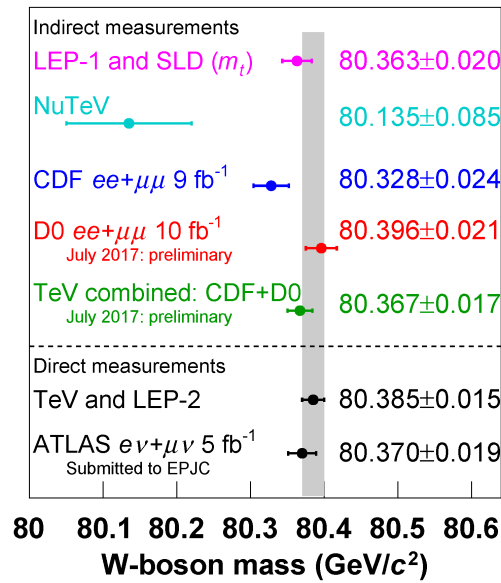 Indirect measurements
LEP-1 and SLD (mₜ) 80.363±0.020
NuTeV 80.135±0.085
CDF ee+μμ 9 fb⁻¹ 80.328±0.024
D0 ee+μμ 10 fb⁻¹ 80.396±0.021
July 2017: preliminary
TeV combined: CDF+D0 80.367±0.017
July 2017: preliminary
Direct measurements
TeV and LEP-2 80.385±0.015
ATLAS eν+μν 5 fb⁻¹ 80.370±0.019
Submitted to EPJC
80 80.1 80.2 80.3 80.4 80.5 80.6
W-boson mass (GeV/c²)